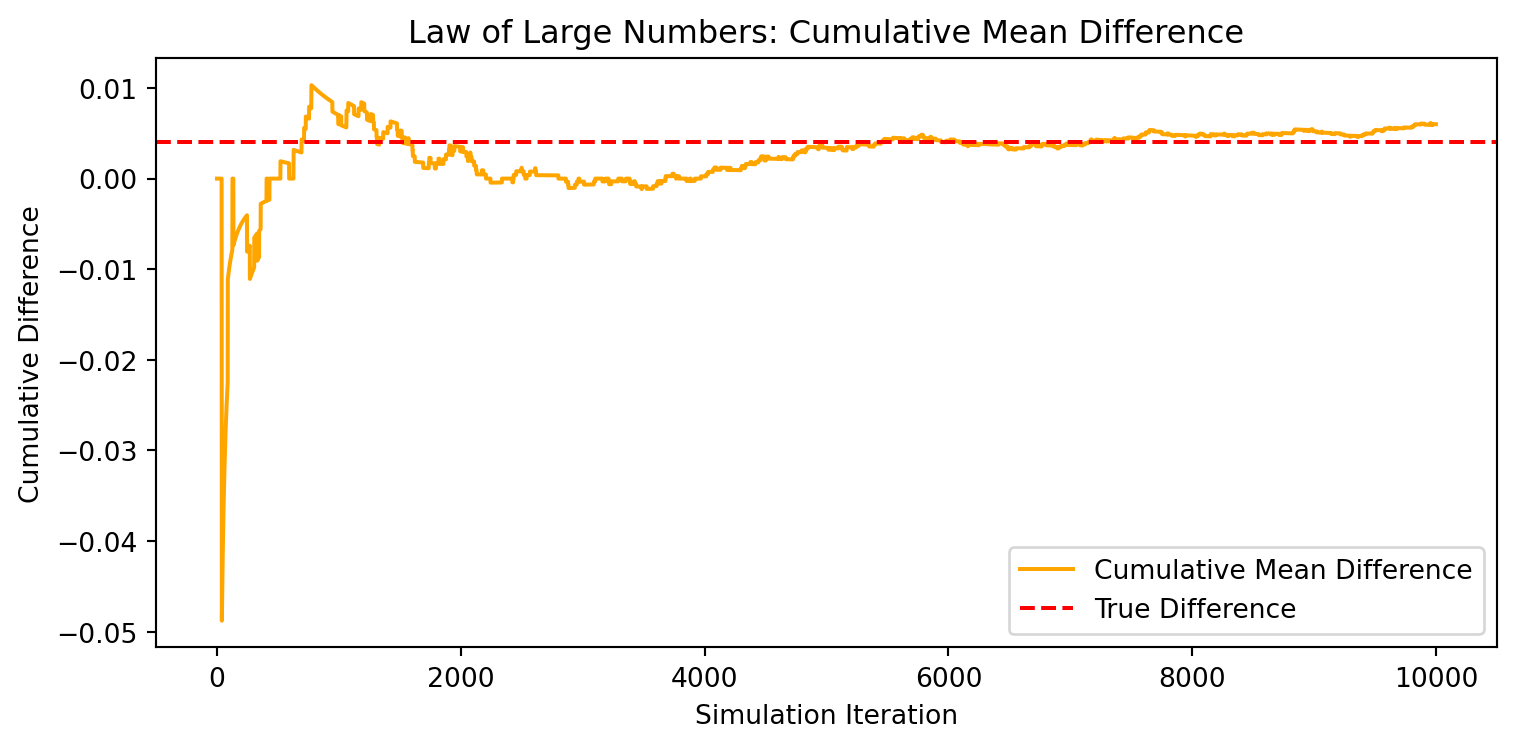 Law of Large Numbers: Cumulative Mean Difference
Cumulative Difference
0.01
0.00
−0.01
−0.02
−0.03
−0.04
−0.05
Cumulative Mean Difference
True Difference
0 2000 4000 6000 8000 10000
Simulation Iteration